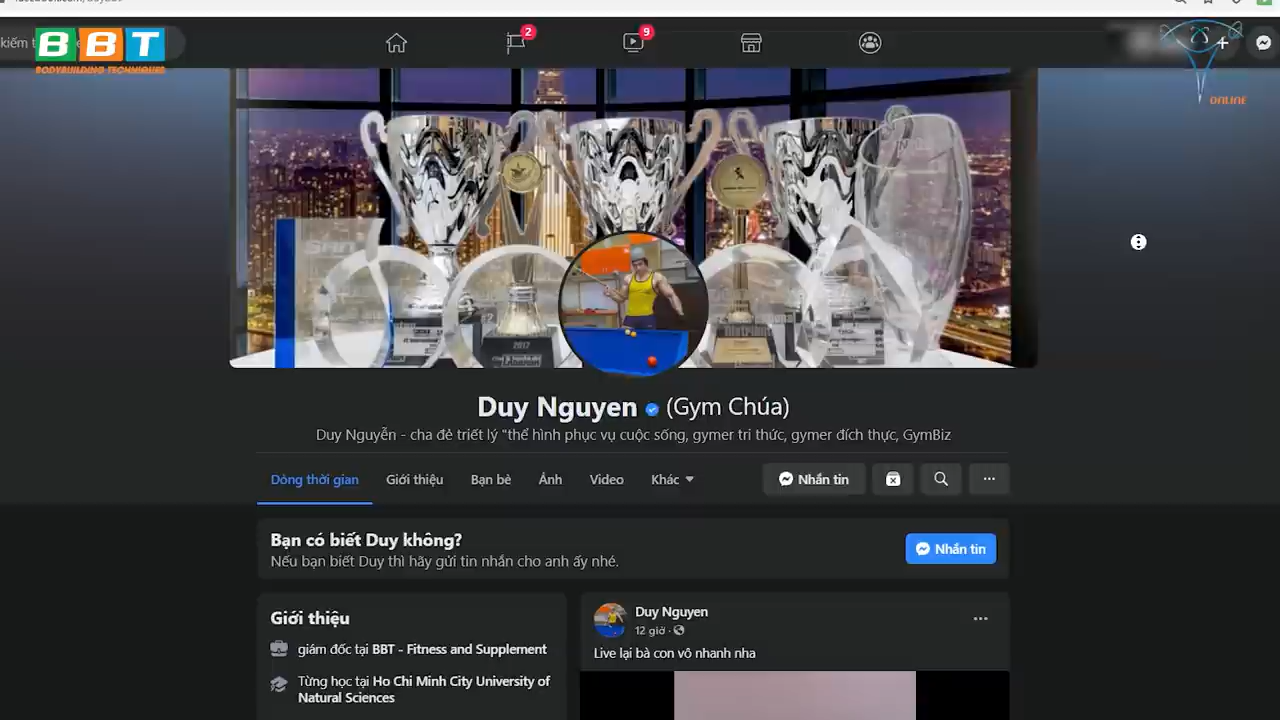 kiếm t
BBT
BODYBUILDING TECHNIQUES
2
9
ONLINE
2017
Duy Nguyen (Gym Chúa)
Duy Nguyễn - cha đẻ triết lý "thể hình phục vụ cuộc sống, gymer tri thức, gymer đích thực, GymBiz
Dòng thời gian Giới thiệu Bạn bè Ảnh Video Khác Nhắn tin
Bạn có biết Duy không?
Nếu bạn biết Duy thì hãy gửi tin nhắn cho anh ấy nhé.
Nhắn tin
Giới thiệu
giám đốc tại BBT - Fitness and Supplement
Từng học tại Ho Chi Minh City University of
Natural Sciences
Duy Nguyen
12 giờ ·
Live lại bà con vô nhanh nha